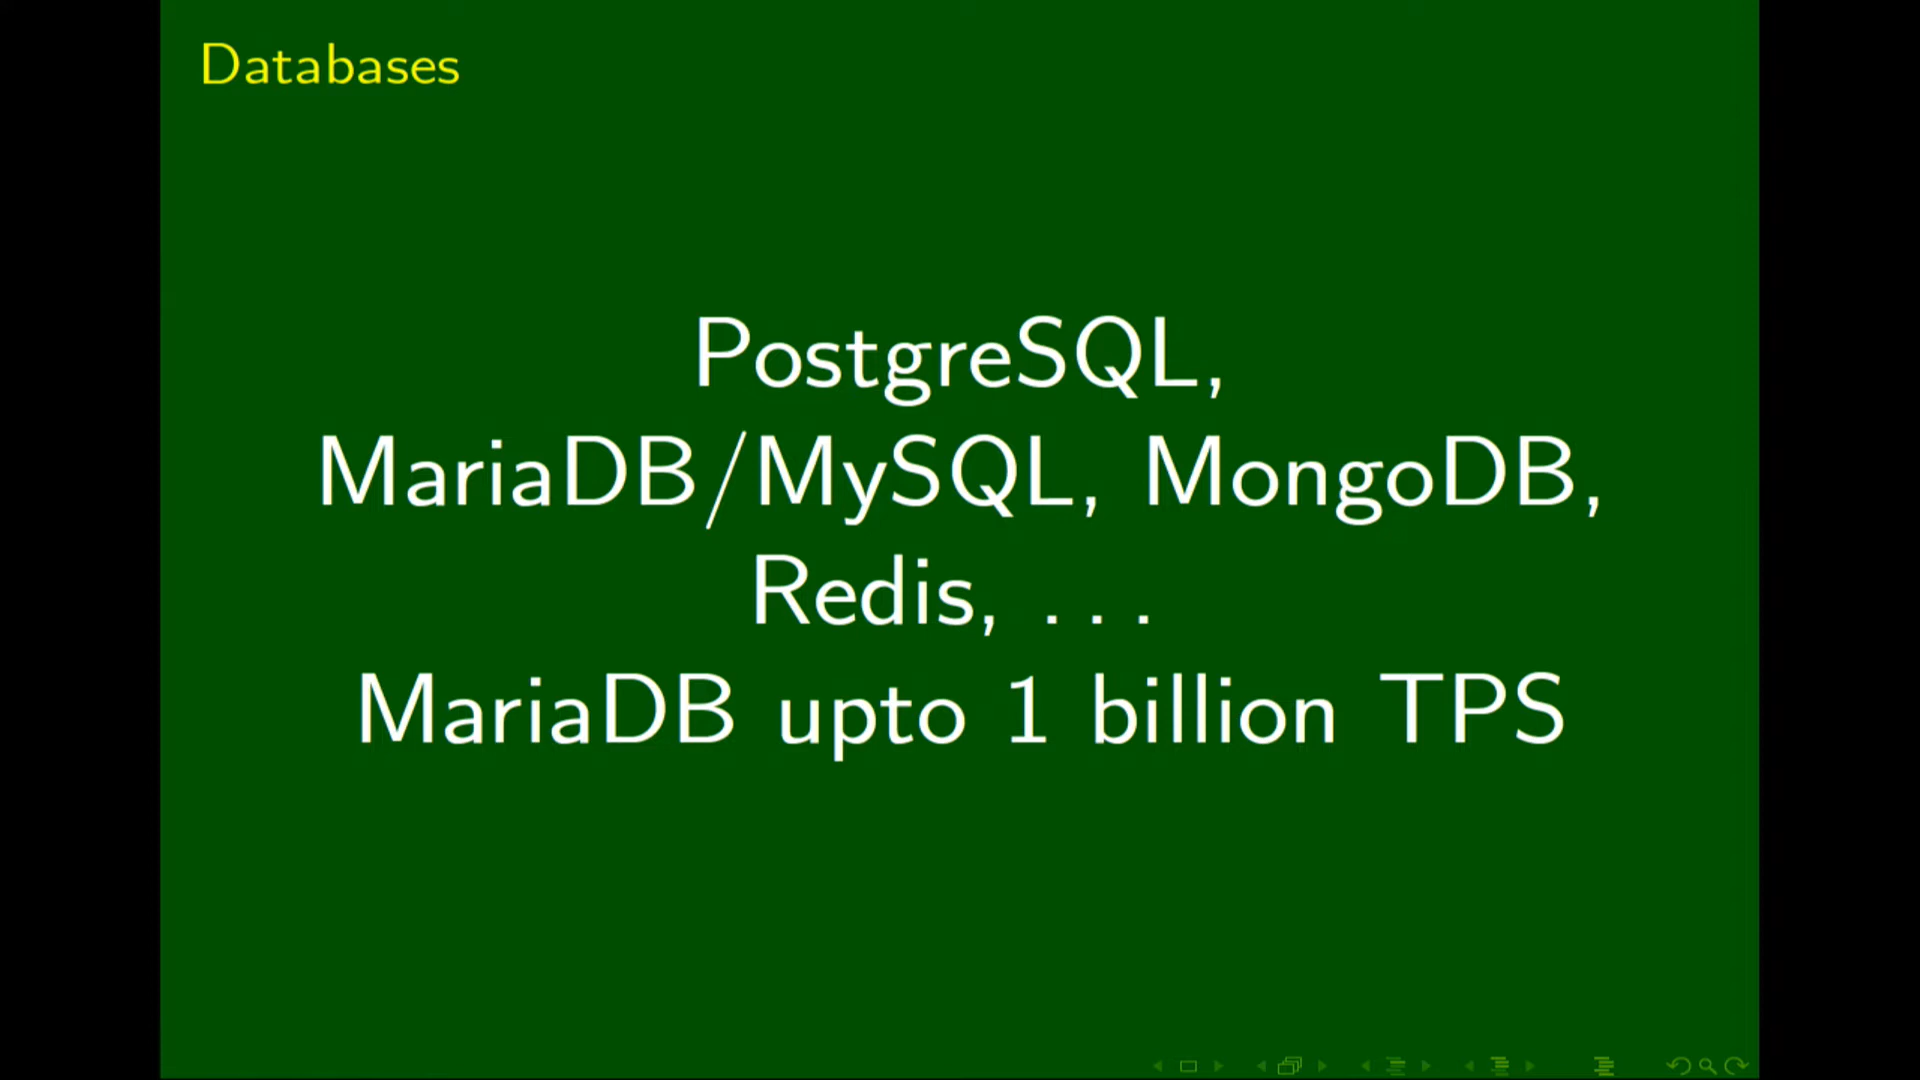 Databases
PostgreSQL,
MariaDB/MySQL, MongoDB,
Redis, ...
MariaDB upto 1 billion TPS